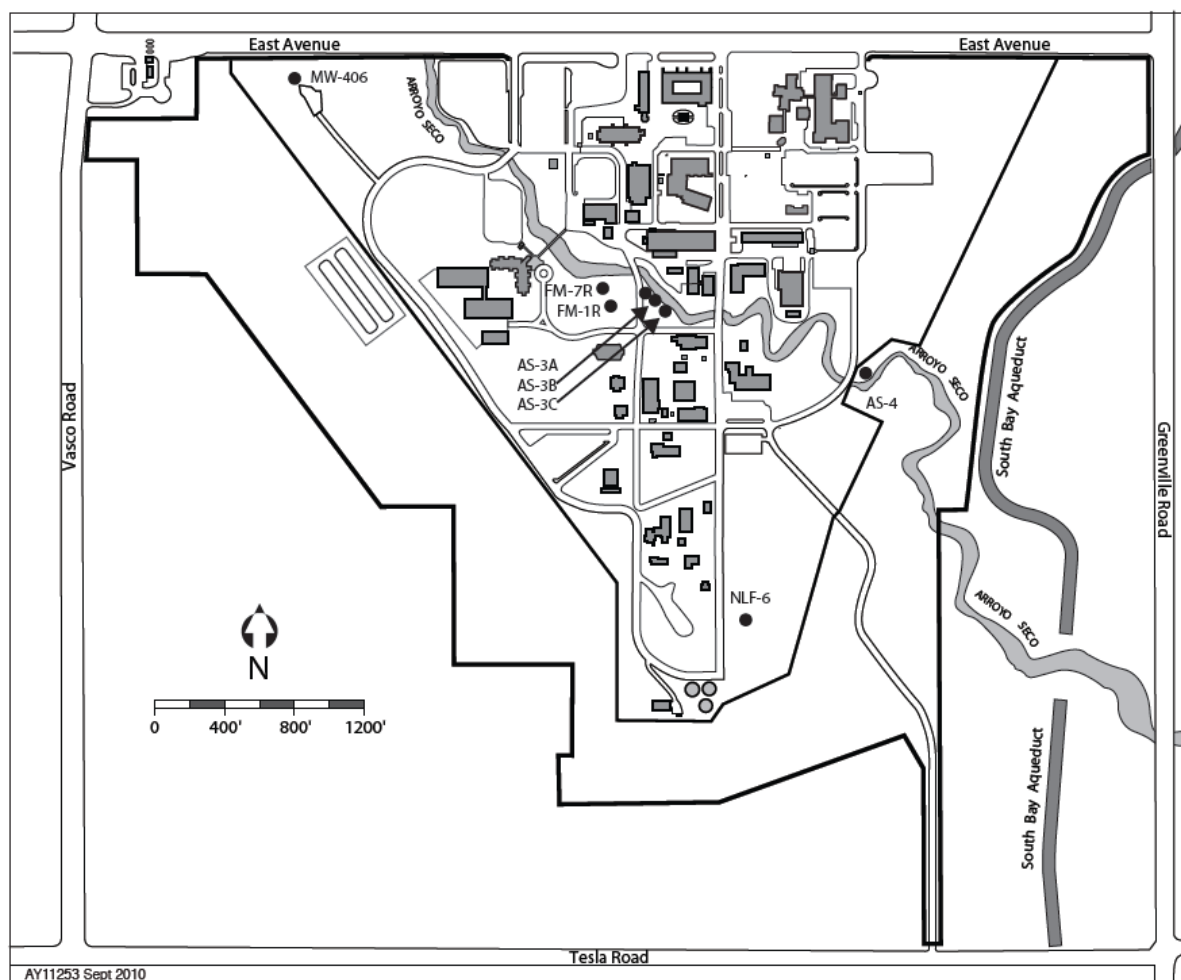 East Avenue
East Avenue
MW-406
ARROYO SECO
FM-7R
FM-1R
AS-3A
AS-3B
AS-3C
ARROYO SECO
AS-4
South Bay Aqueduct
Vasco Road
Greenville Road
NLF-6
ARROYO SECO
N
0 400' 800' 1200'
South Bay Aqueduct
Tesla Road
AY11253 Sept 2010